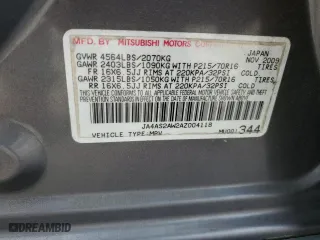 MFD. BY MITSUBISHI MOTORS CORPORATION
JAPAN
GVWR 4564LBS/2070KG NOV 2009
GAWR 2403LBS/1090KG WITH P215/70R16 TIRES
FR 16X6.5JJ RIMS AT 220KPA/32PSI COLD
GAWR 2315LBS/1050KG WITH P215/70R16 TIRES
RR 16X6.5JJ RIMS AT 220KPA/32PSI COLD
JA4AS2AW2AZ004118
VEHICLE TYPE:MPV
344